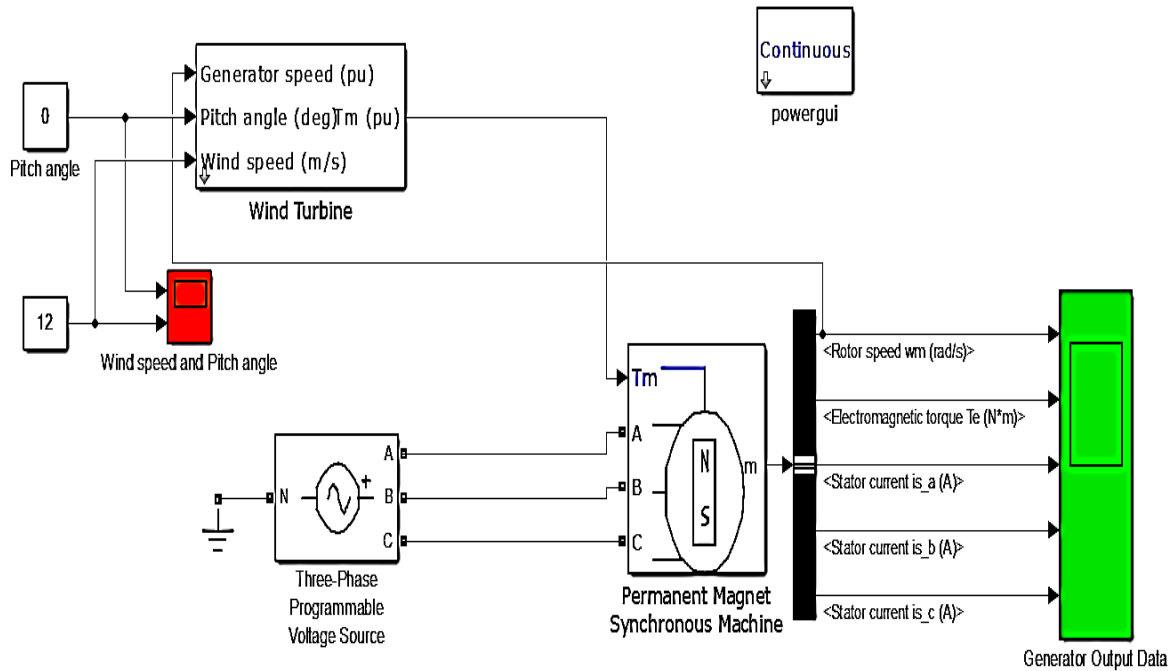 Continuous
powergui
0
Pitch angle
Generator speed (pu)
Pitch angle (deg)Tm (pu)
Wind speed (m/s)
Wind Turbine
12
Wind speed and Pitch angle
N
+
A
B
C
Three-Phase
Programmable
Voltage Source
Tm
A
B
C
N
S
m
Permanent Magnet
Synchronous Machine
<Rotor speed wm (rad/s)>
<Electromagnetic torque Te (N*m)>
<Stator current is_a (A)>
<Stator current is_b (A)>
<Stator current is_c (A)>
Generator Output Data